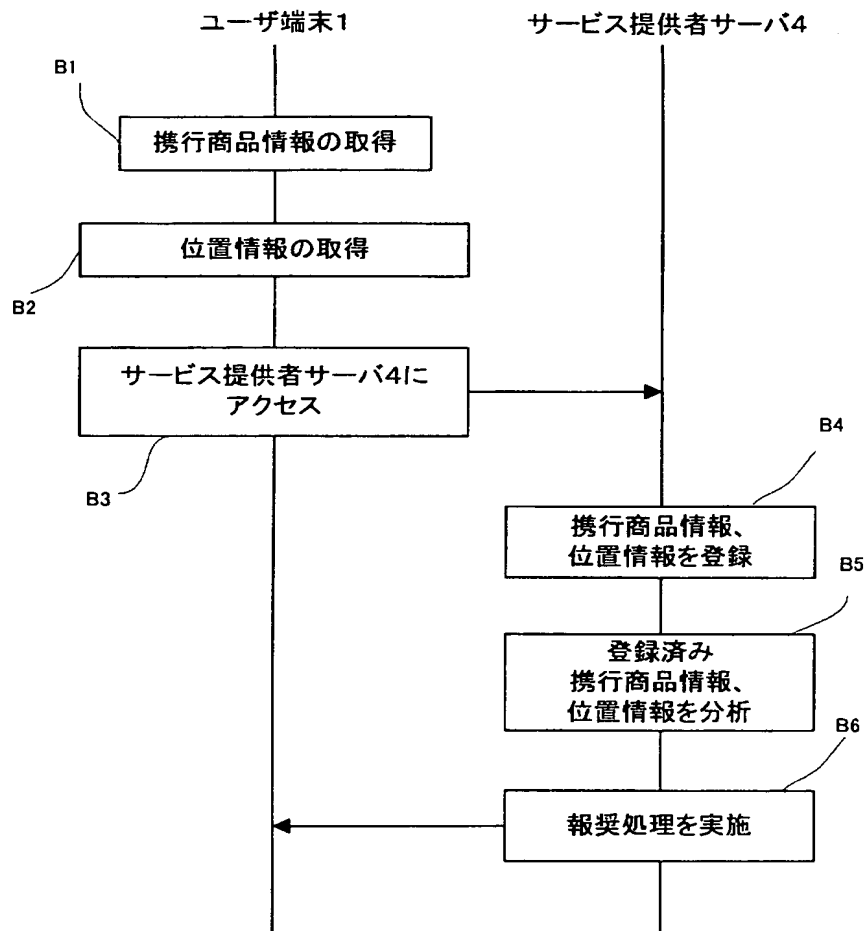 ユーザ端末1
サービス提供者サーバ4
B1
携行商品情報の取得
位置情報の取得
B2
サービス提供者サーバ4に
アクセス
B3
B4
携行商品情報、
位置情報を登録
B5
登録済み
携行商品情報、
位置情報を分析
B6
報奨処理を実施